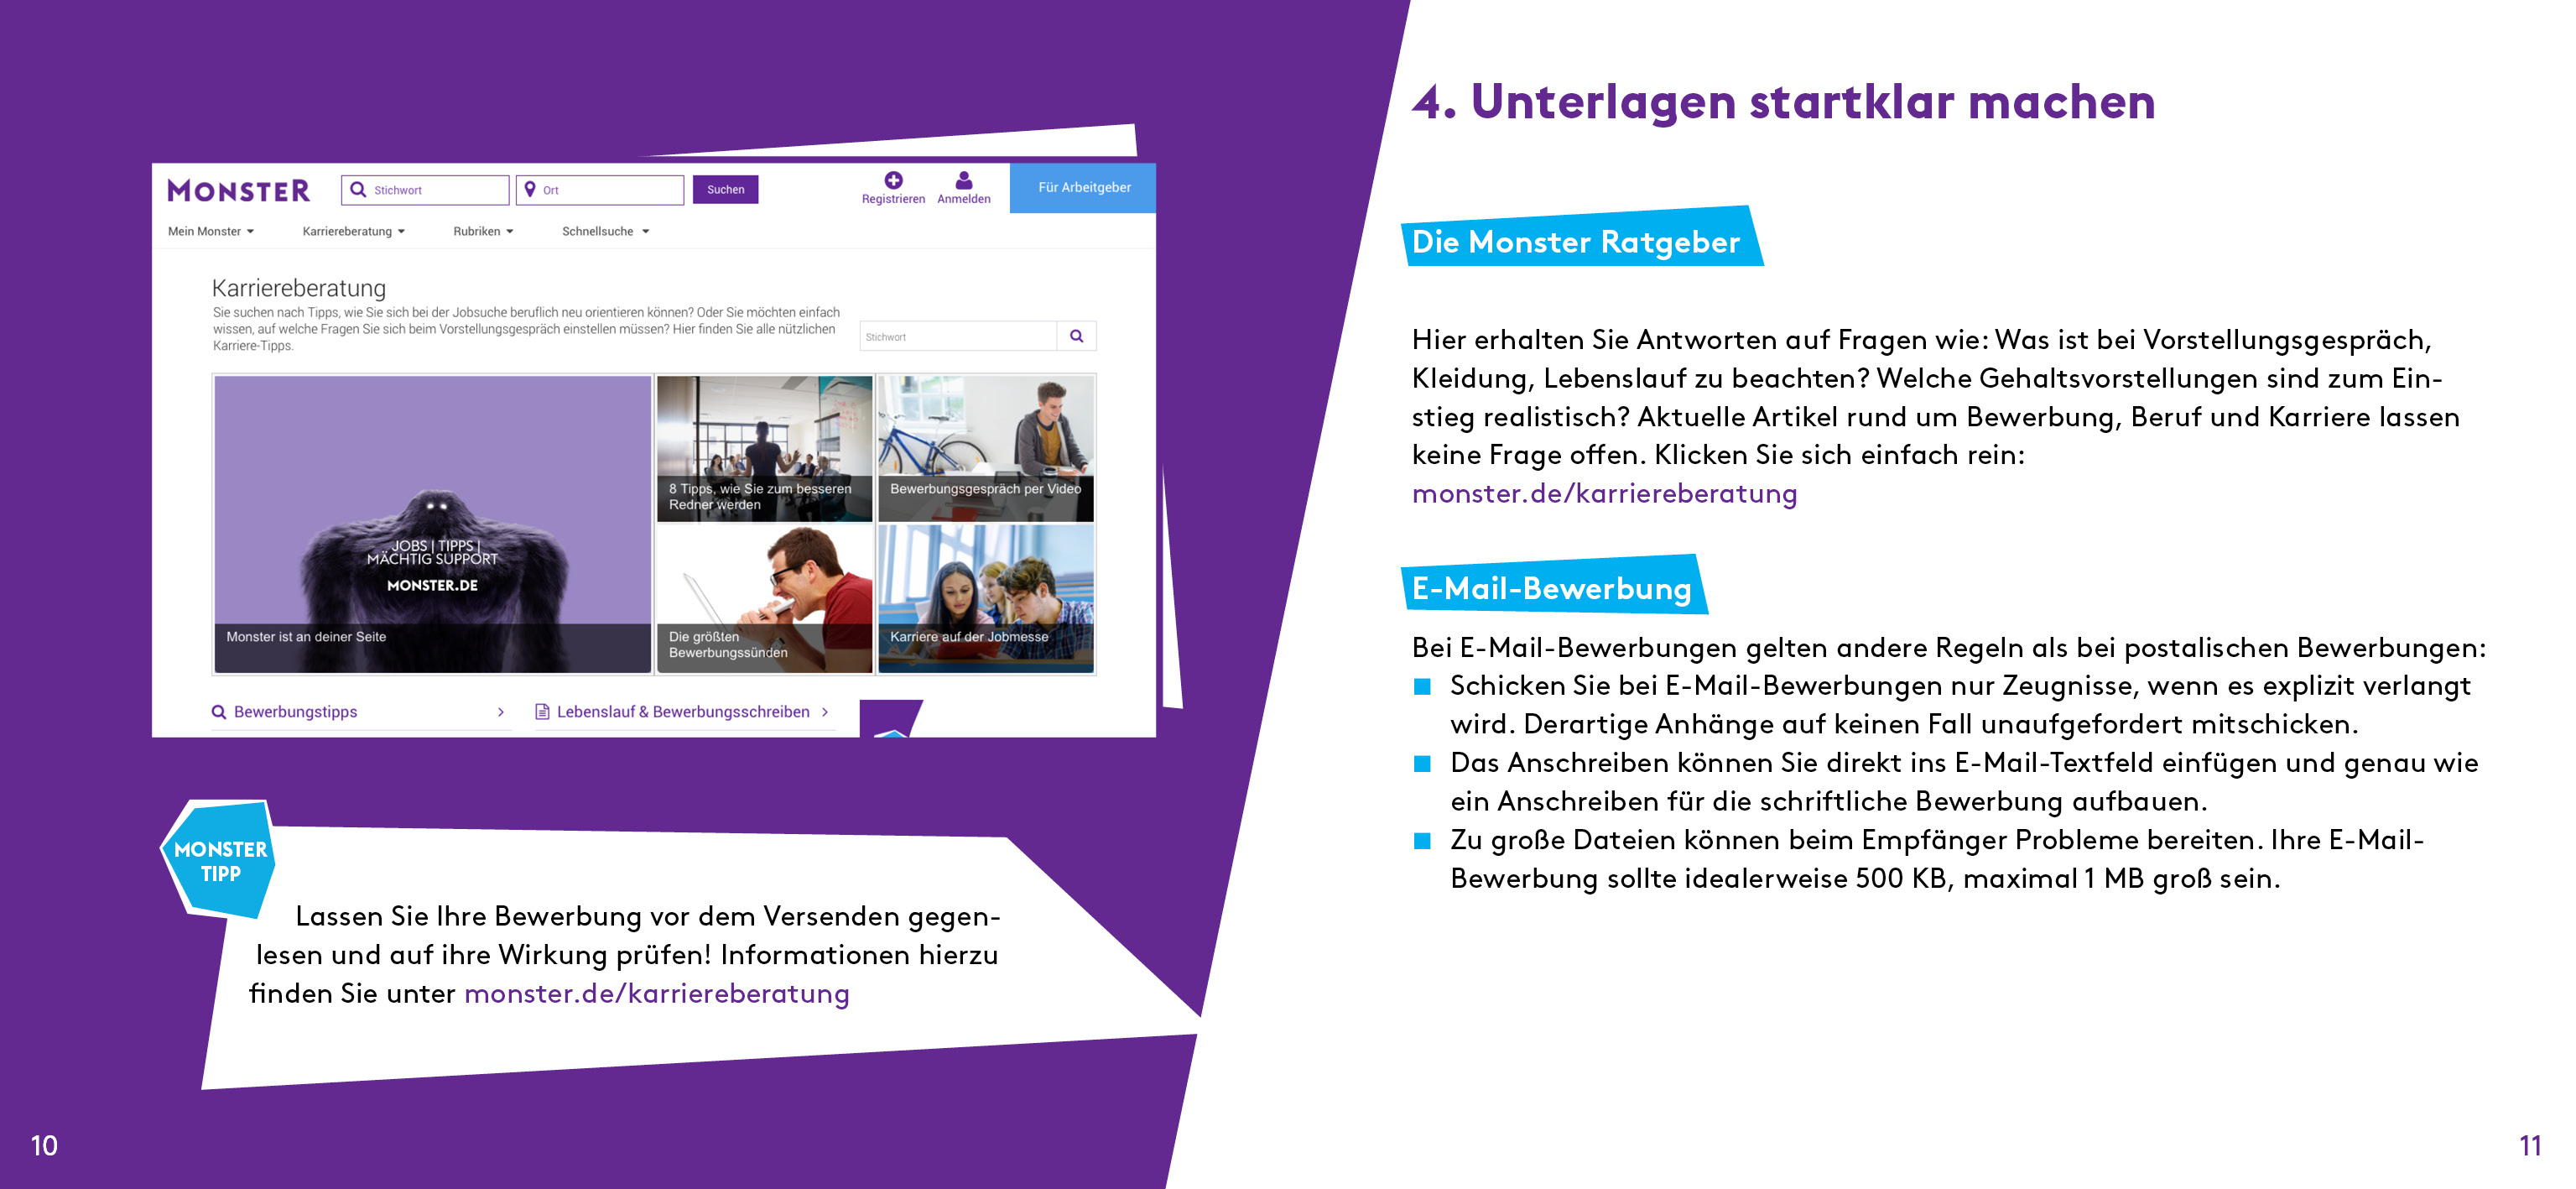 MONSTER
Stichwort
Ort
Suchen
Registrieren
Anmelden
Für Arbeitgeber
Mein Monster
Karriereberatung
Rubriken
Schnellsuche
Karriereberatung
Sie suchen nach Tipps, wie Sie sich bei der Jobsuche beruflich neu orientieren können? Oder Sie möchten einfach
wissen, auf welche Fragen Sie sich beim Vorstellungsgespräch einstellen müssen? Hier finden Sie alle nützlichen
Karriere-Tipps.
Stichwort
JOBS | TIPPS |
MÄCHTIG SUPPORT
MONSTER.DE
Monster ist an deiner Seite
8 Tipps, wie Sie zum besseren
Redner werden
Bewerbungsgespräch per Video
Die größten
Bewerbungssünden
Karriere auf der Jobmesse
Bewerbungstipps
Lebenslauf & Bewerbungsschreiben
MONSTER
TIPP
Lassen Sie Ihre Bewerbung vor dem Versenden gegen-
lesen und auf ihre Wirkung prüfen! Informationen hierzu
finden Sie unter monster.de/karriereberatung
10
4. Unterlagen startklar machen
Die Monster Ratgeber
Hier erhalten Sie Antworten auf Fragen wie: Was ist bei Vorstellungsgespräch,
Kleidung, Lebenslauf zu beachten? Welche Gehaltsvorstellungen sind zum Ein-
stieg realistisch? Aktuelle Artikel rund um Bewerbung, Beruf und Karriere lassen
keine Frage offen. Klicken Sie sich einfach rein:
monster.de/karriereberatung
E-Mail-Bewerbung
Bei E-Mail-Bewerbungen gelten andere Regeln als bei postalischen Bewerbungen:
Schicken Sie bei E-Mail-Bewerbungen nur Zeugnisse, wenn es explizit verlangt
wird. Derartige Anhänge auf keinen Fall unaufgefordert mitschicken.
Das Anschreiben können Sie direkt ins E-Mail-Textfeld einfügen und genau wie
ein Anschreiben für die schriftliche Bewerbung aufbauen.
Zu große Dateien können beim Empfänger Probleme bereiten. Ihre E-Mail-
Bewerbung sollte idealerweise 500 KB, maximal 1 MB groß sein.
11